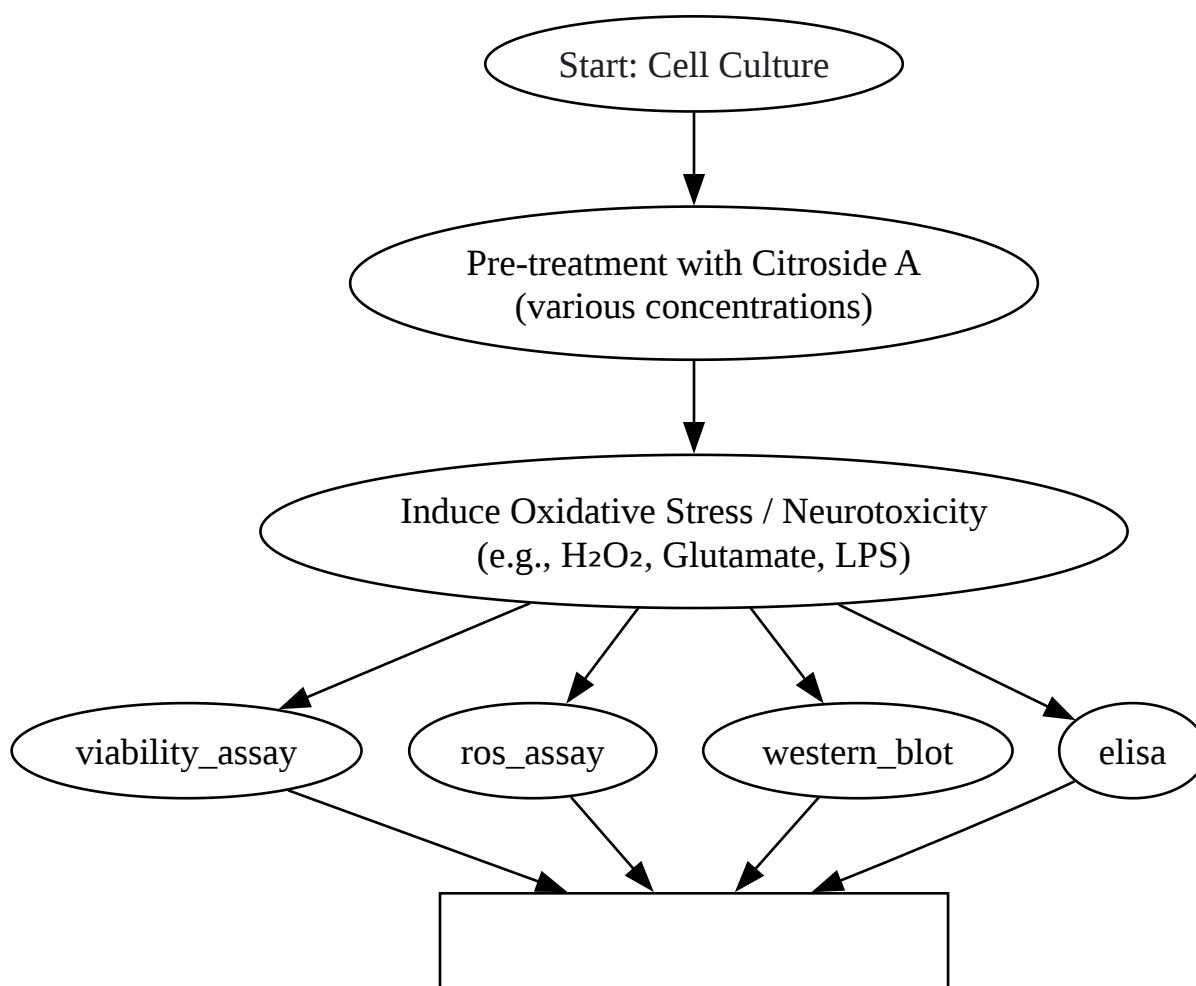 Start: Cell Culture
Pre-treatment with Citroside A
(various concentrations)
Induce Oxidative Stress / Neurotoxicity
(e.g., H₂O₂, Glutamate, LPS)
viability_assay
ros_assay
western_blot
elisa